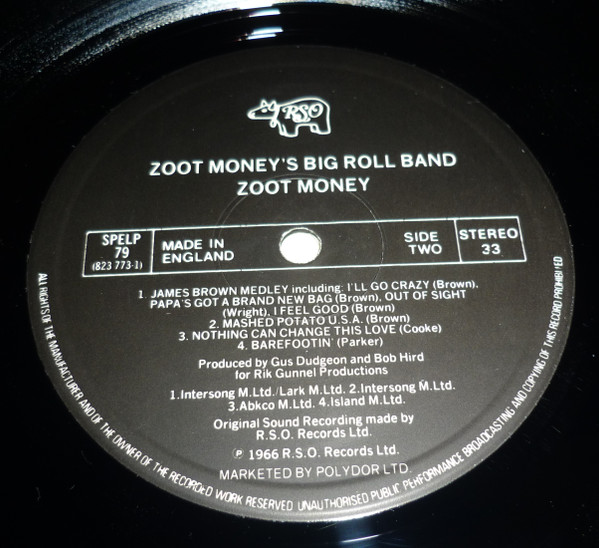 RSO
ZOOT MONEY'S BIG ROLL BAND
ZOOT MONEY
SPELP
79
(823 773-1)
MADE IN
ENGLAND
SIDE
TWO
STEREO
33
1. JAMES BROWN MEDLEY including: I'LL GO CRAZY (Brown),
PAPA'S GOT A BRAND NEW BAG (Brown), OUT OF SIGHT
(Wright), I FEEL GOOD (Brown)
2. MASHED POTATO U.S.A. (Brown)
3. NOTHING CAN CHANGE THIS LOVE (Cooke)
4. BAREFOOTIN' (Parker)
Produced by Gus Dudgeon and Bob Hird
for Rik Gunnel Productions
1.Intersong M.Ltd./Lark M.Ltd. 2.Intersong M.Ltd.
3.Abkco M.Ltd. 4.Island M.Ltd.
Original Sound Recording made by
R.S.O. Records Ltd.
℗ 1966 R.S.O. Records Ltd.
MARKETED BY POLYDOR LTD.
ALL RIGHTS OF THE MANUFACTURER AND OF THE OWNER OF THE RECORDED WORK RESERVED UNAUTHORISED PUBLIC PERFORMANCE BROADCASTING AND COPYING OF THIS RECORD PROHIBITED